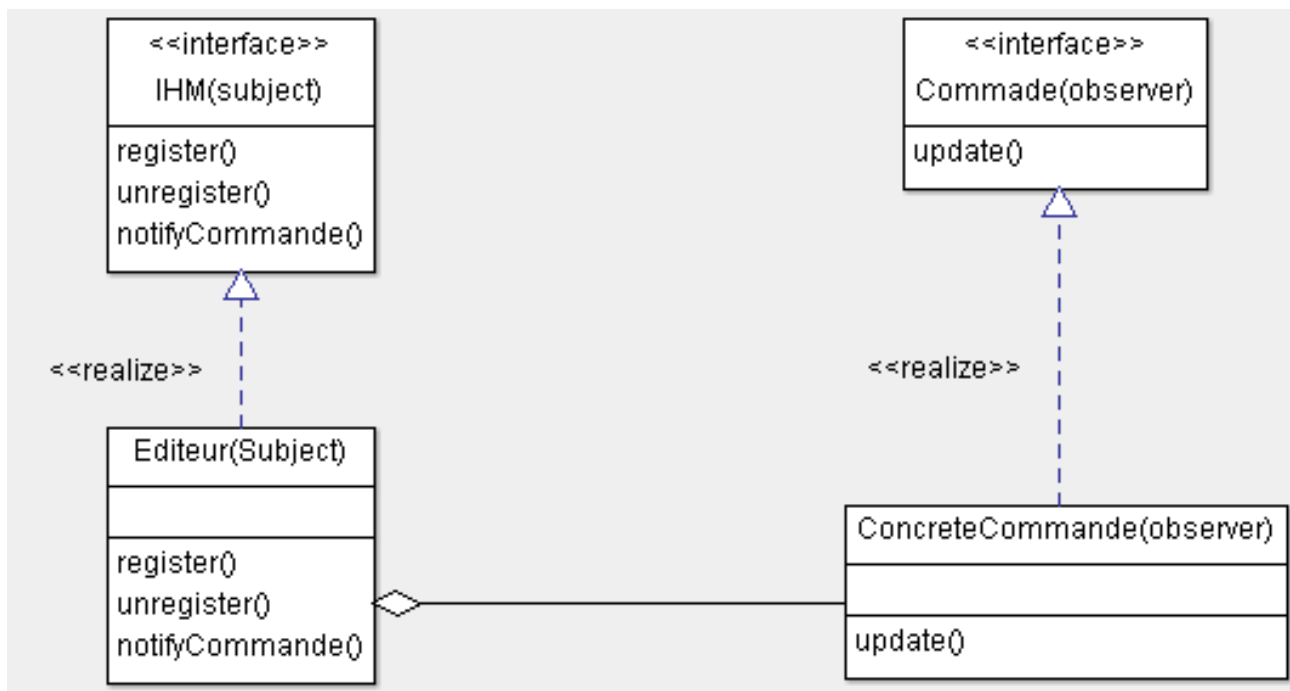 <<interface>>
IHM(subject)
register()
unregister()
notifyCommande()
<<interface>>
Commade(observer)
update()
<<realize>>
<<realize>>
Editeur(Subject)
register()
unregister()
notifyCommande()
ConcreteCommande(observer)
update()